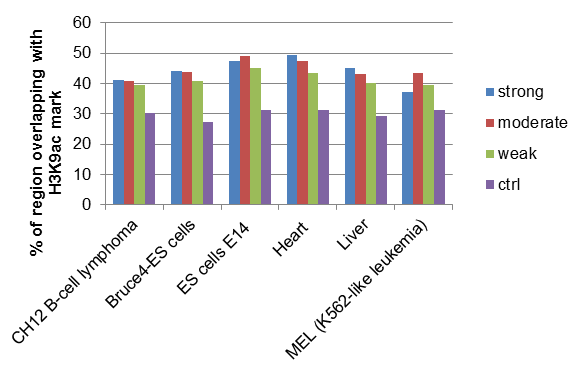 % of region overlapping with
H3K9ac mark
60
50
40
30
20
10
0
CH12 B-cell lymphoma
Bruce4-ES cells
ES cells E14
Heart
Liver
MEL (K562-like leukemia)
strong
moderate
weak
ctrl